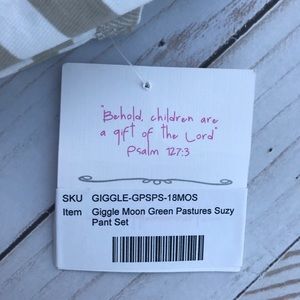 "Behold, children are
a gift of the Lord"
Psalm 127:3
SKU GIGGLE-GPSPS-18MOS
Item Giggle Moon Green Pastures Suzy
Pant Set